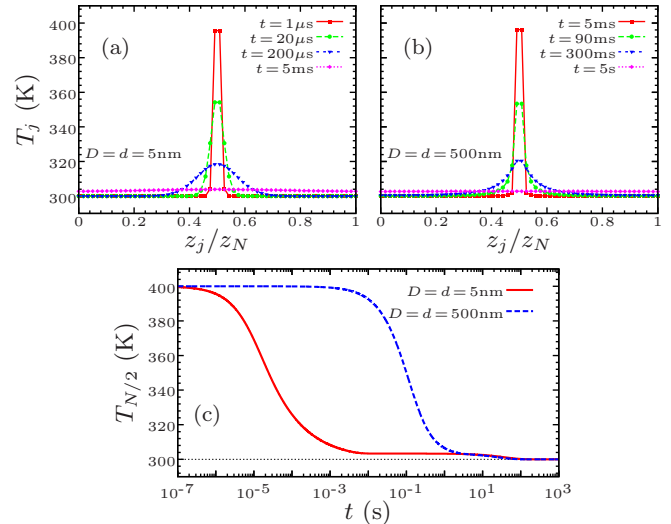 (a)
t = 1μs
t = 20μs
t = 200μs
t = 5ms
D = d = 5nm
T_j (K)
400
380
360
340
320
300
0 0.2 0.4 0.6 0.8 1
z_j/z_N
(b)
t = 5ms
t = 90ms
t = 300ms
t = 5s
D = d = 500nm
0 0.2 0.4 0.6 0.8 1
z_j/z_N
D = d = 5nm
D = d = 500nm
T_{N/2} (K)
400
380
360
340
320
300
(c)
10^{-7} 10^{-5} 10^{-3} 10^{-1} 10^{1} 10^{3}
t (s)